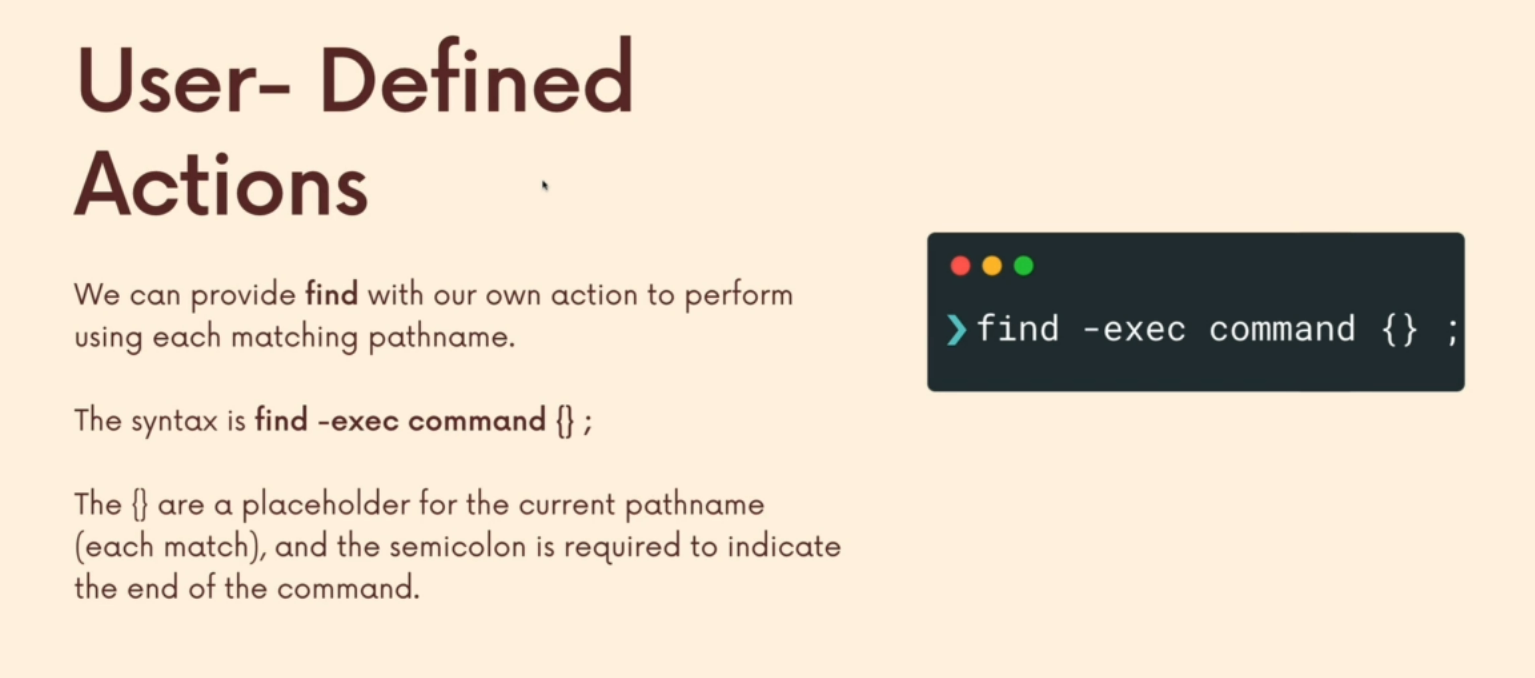 User- Defined
Actions
We can provide find with our own action to perform
using each matching pathname.
The syntax is find -exec command {} ;
The {} are a placeholder for the current pathname
(each match), and the semicolon is required to indicate
the end of the command.
❯find -exec command {} ;